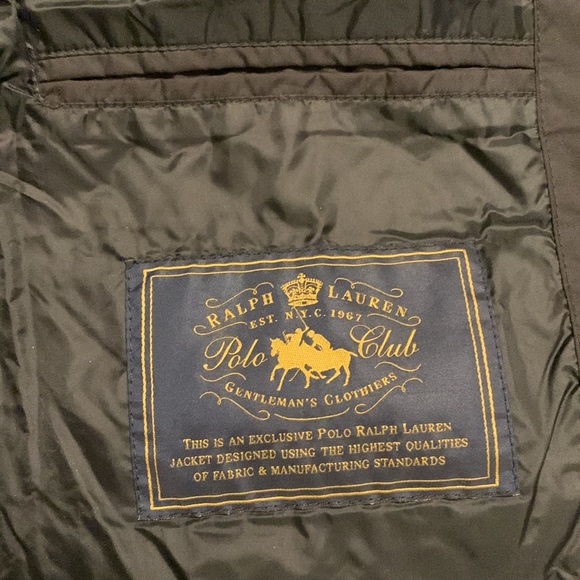 RALPH LAUREN
EST. N.Y.C. 1967
Polo Club
GENTLEMAN'S CLOTHIERS
THIS IS AN EXCLUSIVE POLO RALPH LAUREN
JACKET DESIGNED USING THE HIGHEST QUALITIES
OF FABRIC & MANUFACTURING STANDARDS